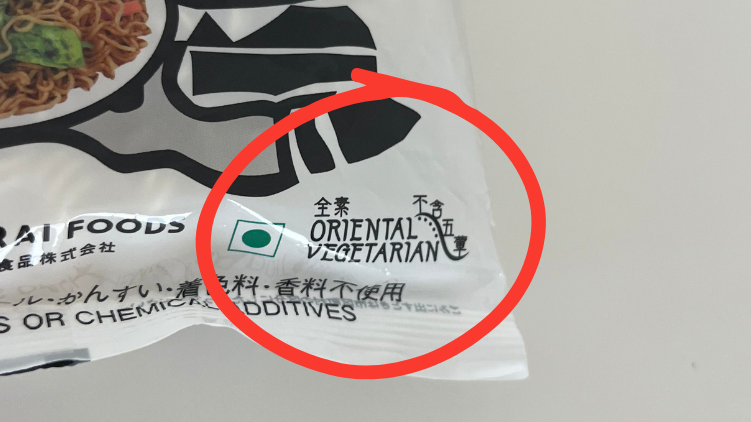 全素
不含五葷
ORIENTAL
VEGETARIAN
RAI FOODS
食品株式会社
ル・かんすい・着色料・香料不使用
S OR CHEMICAL ADDITIVES